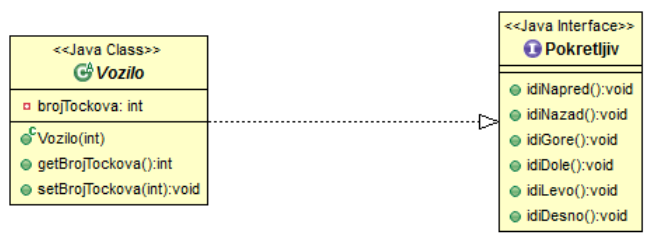 <<Java Class>>
Vozilo
brojTockova: int
Vozilo(int)
getBrojTockova():int
setBrojTockova(int):void
<<Java Interface>>
Pokretljiv
idiNapred():void
idiNazad():void
idiGore():void
idiDole():void
idiLevo():void
idiDesno():void